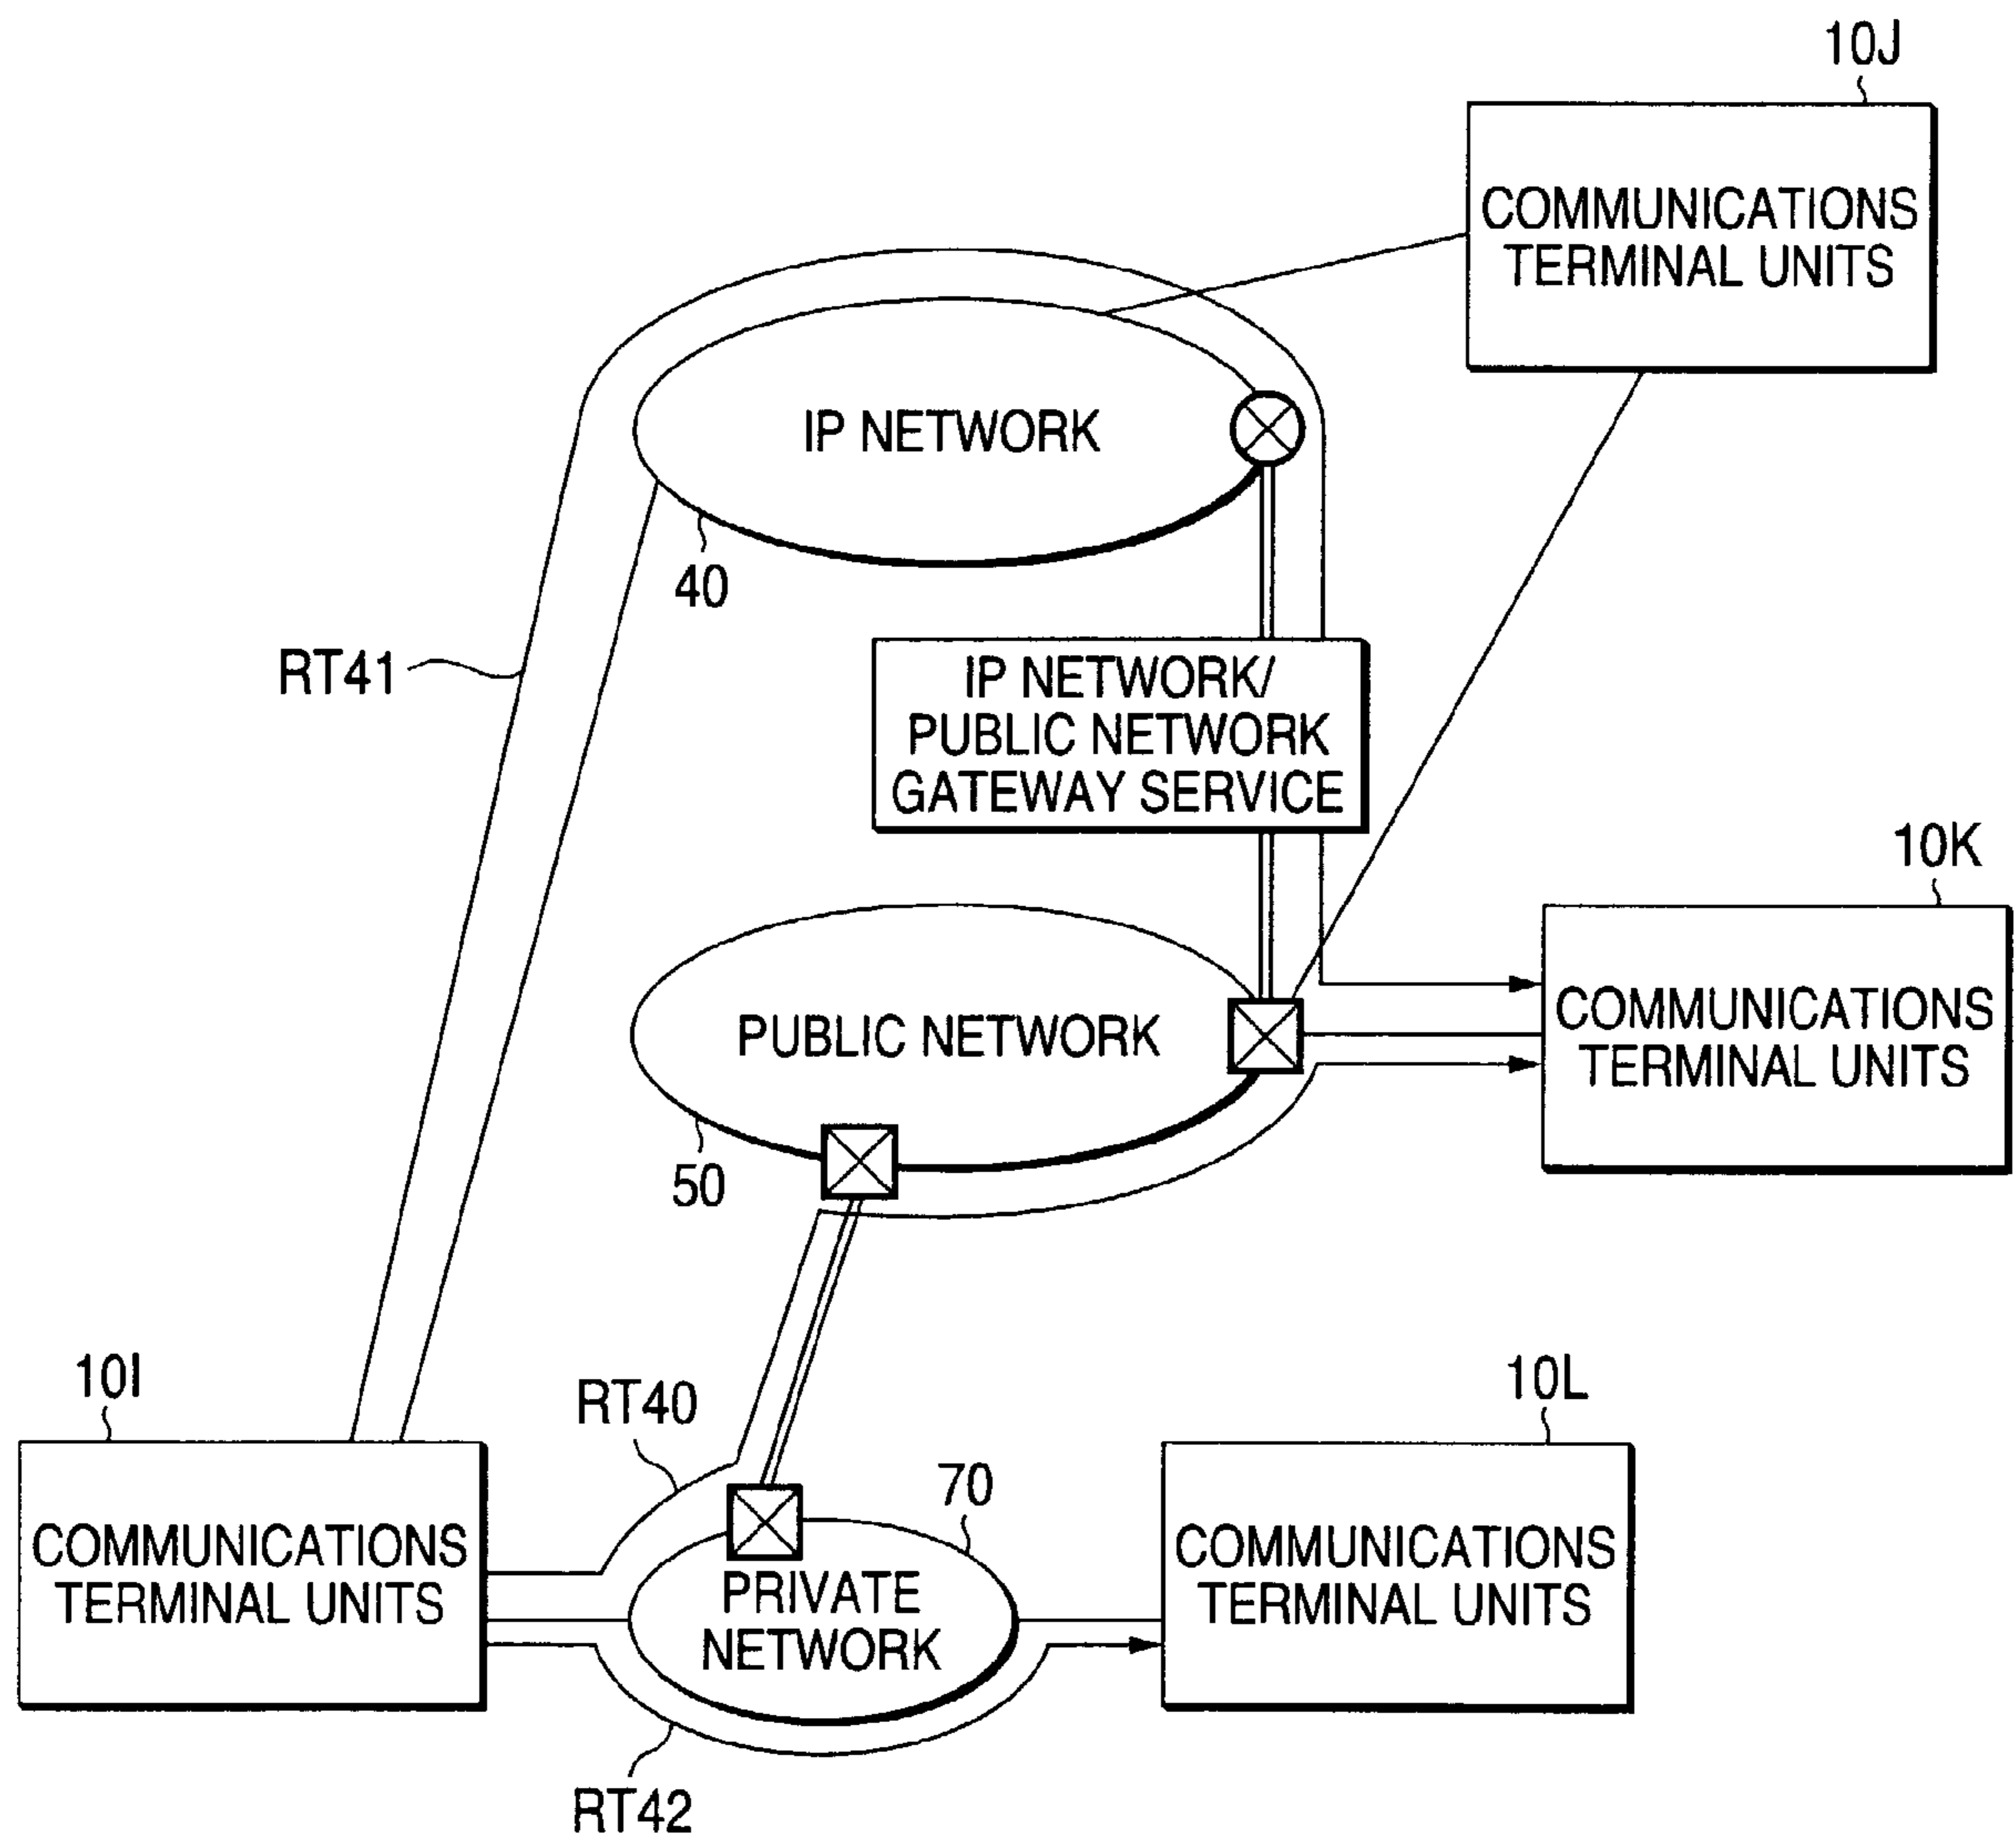 10J
COMMUNICATIONS
TERMINAL UNITS
IP NETWORK
40
RT41
IP NETWORK/
PUBLIC NETWORK
GATEWAY SERVICE
10K
COMMUNICATIONS
TERMINAL UNITS
PUBLIC NETWORK
50
10I
RT40
10L
70
COMMUNICATIONS
TERMINAL UNITS
PRIVATE
NETWORK
COMMUNICATIONS
TERMINAL UNITS
RT42